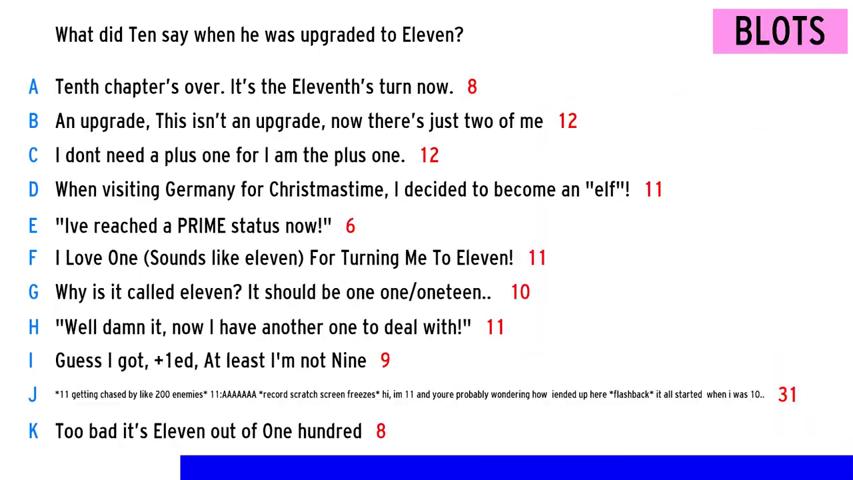 What did Ten say when he was upgraded to Eleven?
BLOTS
A Tenth chapter's over. It's the Eleventh's turn now. 8
B An upgrade, This isn't an upgrade, now there's just two of me 12
C I dont need a plus one for I am the plus one. 12
D When visiting Germany for Christmastime, I decided to become an "elf"! 11
E "Ive reached a PRIME status now!" 6
F I Love One (Sounds like eleven) For Turning Me To Eleven! 11
G Why is it called eleven? It should be one one/oneteen.. 10
H "Well damn it, now I have another one to deal with!" 11
I Guess I got, +1ed, At least I'm not Nine 9
J *11 getting chased by like 200 enemies* 11:AAAAAAA *record scratch screen freezes* hi, im 11 and youre probably wondering how iended up here *flashback* it all started when i was 10.. 31
K Too bad it's Eleven out of One hundred 8